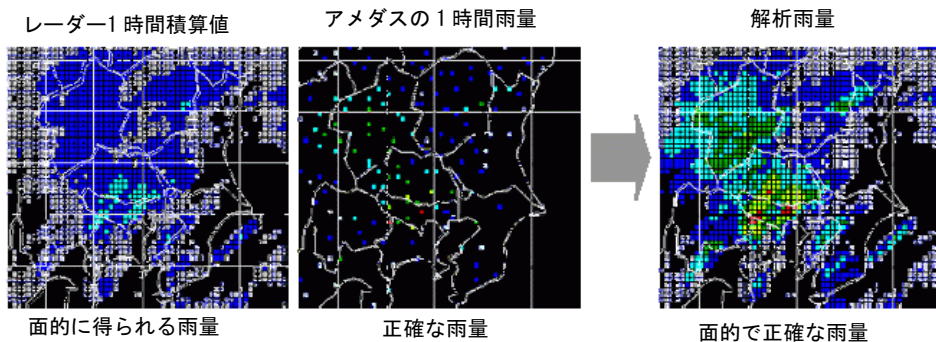 レーダー1時間積算値
アメダスの1時間雨量
解析雨量
面的に得られる雨量
正確な雨量
面的で正確な雨量